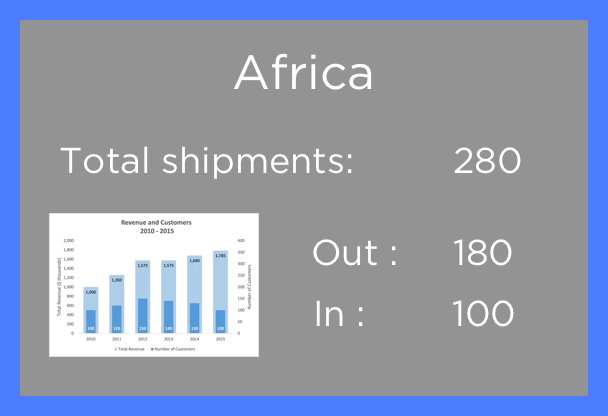 Africa
Total shipments: 280
Revenue and Customers
2010 - 2015
Total Revenue ($ thousands)
Number of Customers
2,000 400
1,800 350
1,600 300
1,400 250
1,200 200
1,000 150
800 100
600 50
400 0
200
0
1,000 1,260 1,575 1,575 1,680 1,785
100 120 150 140 130 100
2010 2011 2012 2013 2014 2015
Total Revenue Number of Customers
Out : 180
In : 100